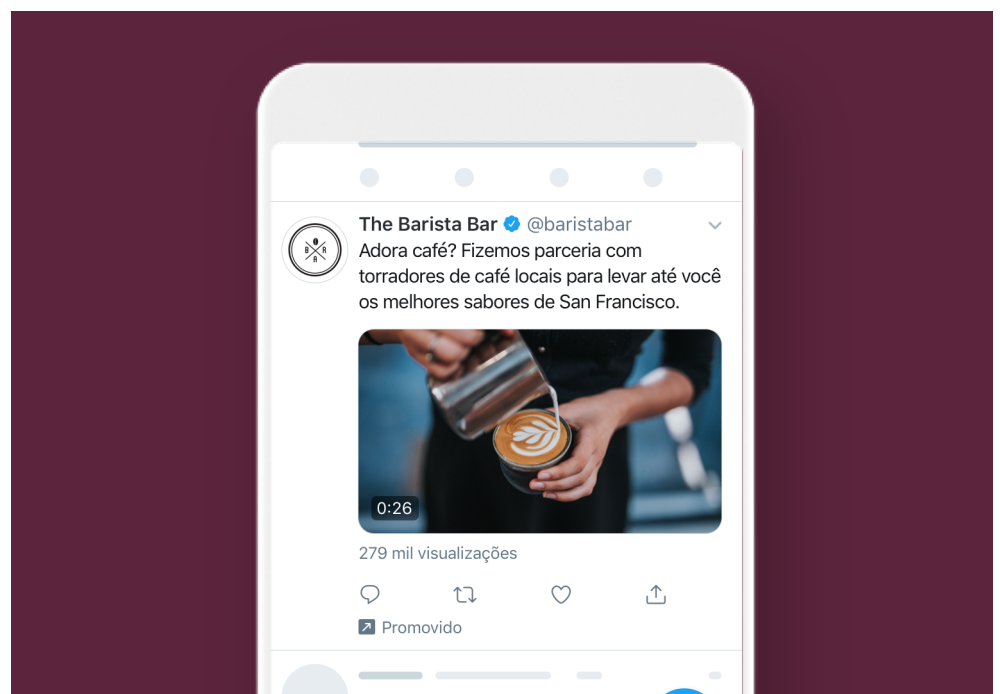 The Barista Bar @baristabar
Adora café? Fizemos parceria com
torradores de café locais para levar até você
os melhores sabores de San Francisco.
B A
R
0:26
279 mil visualizações
Promovido